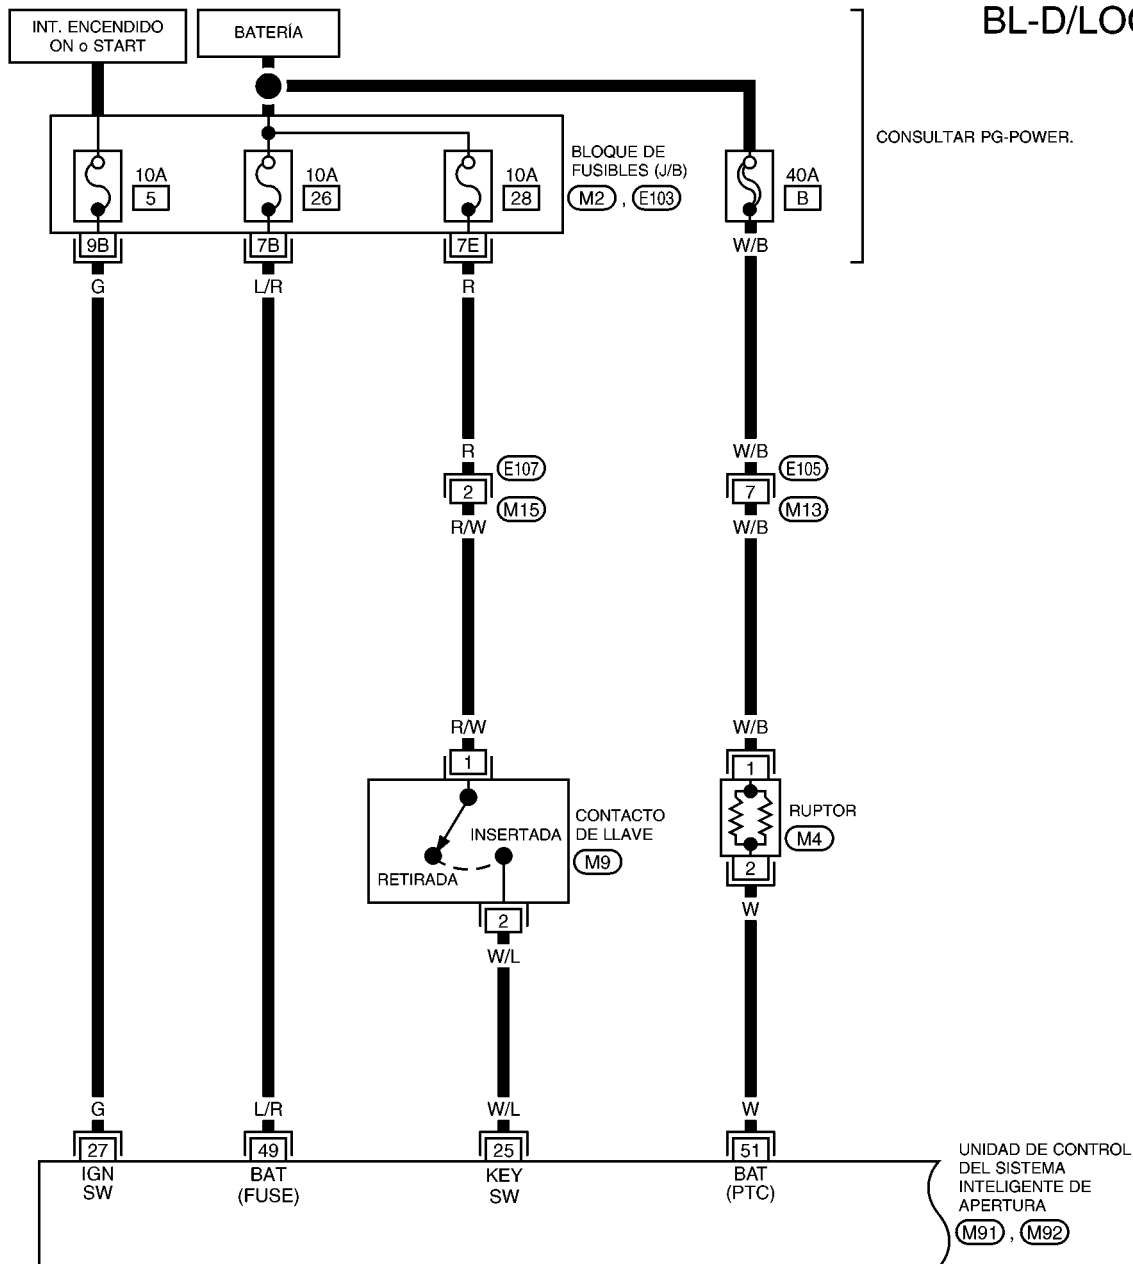 BL-D/LOC
INT. ENCENDIDO
ON o START
BATERÍA
CONSULTAR PG-POWER.
10A
5
10A
26
10A
28
BLOQUE DE
FUSIBLES (J/B)
M2 , E103
40A
B
9B
7B
7E
W/B
G
L/R
R
R
E107
2
M15
R/W
W/B
E105
7
M13
W/B
R/W
W/B
1
1
CONTACTO
DE LLAVE
M9
INSERTADA
RETIRADA
RUPTOR
M4
2
2
W/L
W
G
L/R
W/L
W
27
49
25
51
IGN
SW
BAT
(FUSE)
KEY
SW
BAT
(PTC)
UNIDAD DE CONTROL
DEL SISTEMA
INTELIGENTE DE
APERTURA
M91 , M92